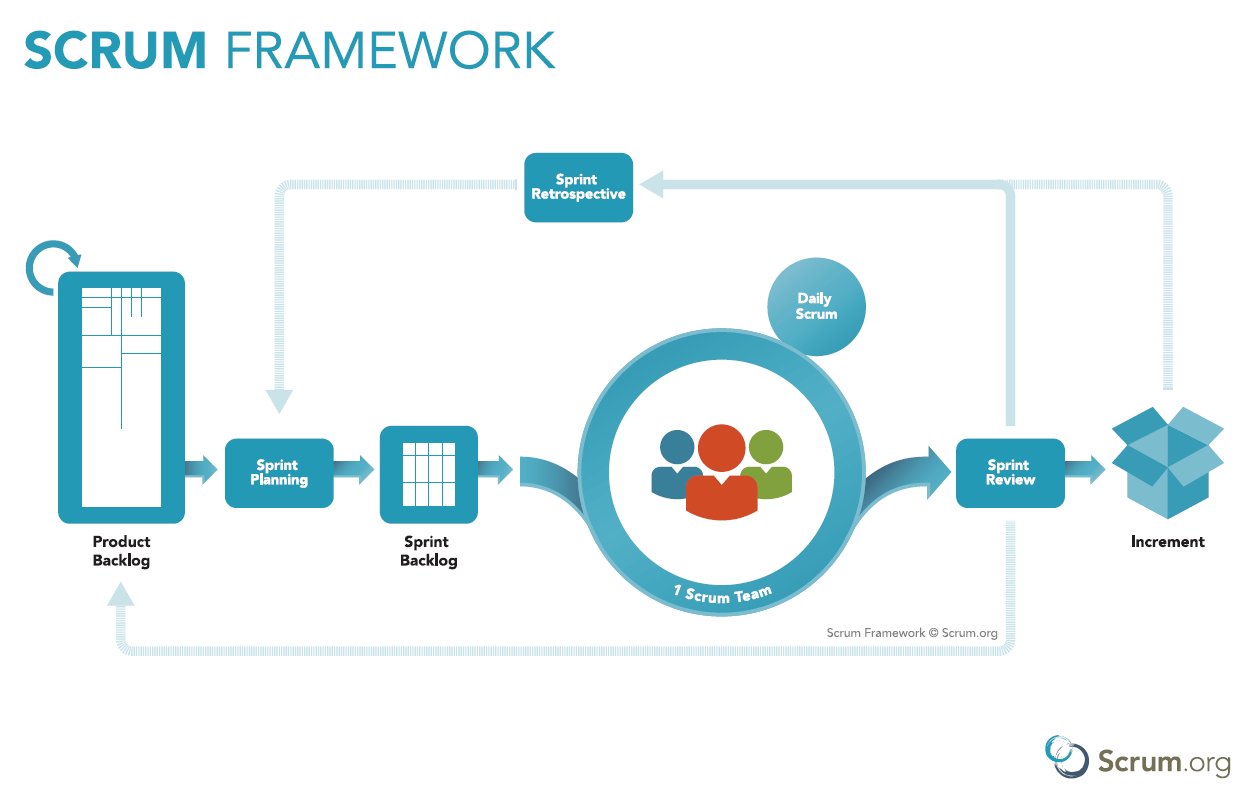 SCRUM FRAMEWORK
Sprint
Retrospective
Daily
Scrum
Sprint
Planning
Sprint
Review
Product
Backlog
Sprint
Backlog
Increment
1 Scrum Team
Scrum Framework © Scrum.org
Scrum.org